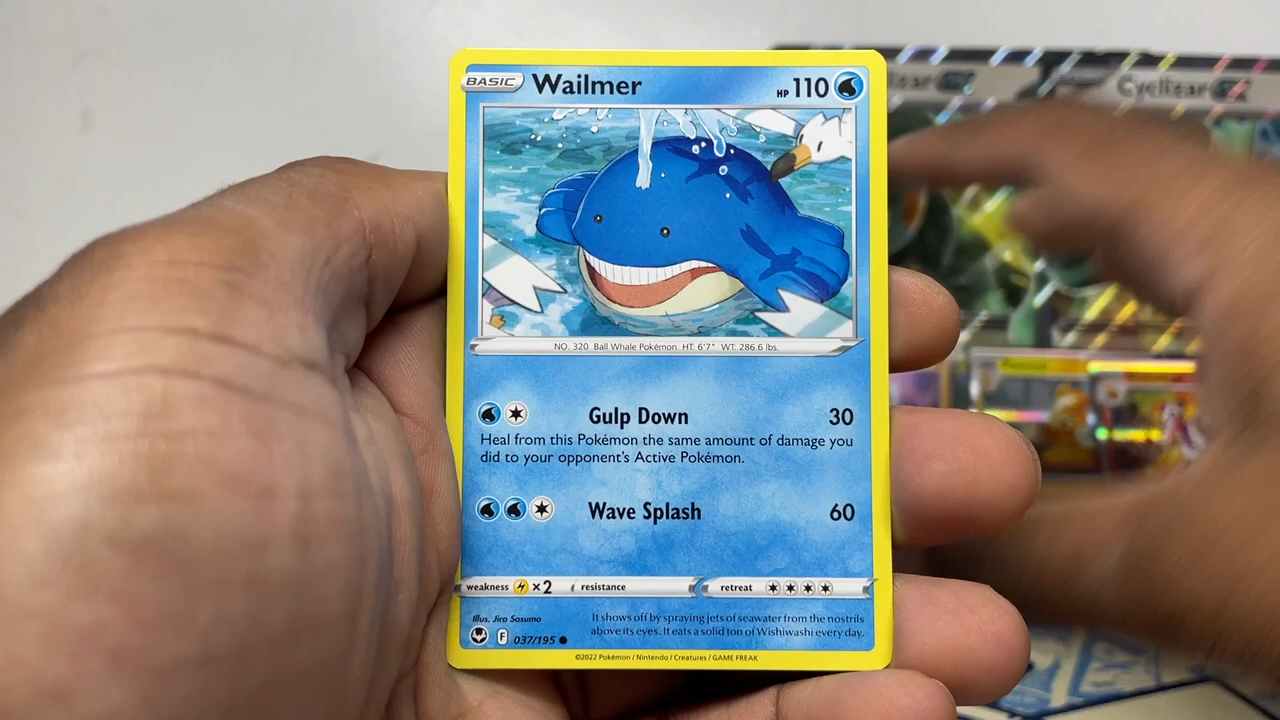 BASIC Wailmer HP 110
NO. 320 Ball Whale Pokémon HT: 6'7" WT: 286.6 lbs.
Gulp Down 30
Heal from this Pokémon the same amount of damage you
did to your opponent's Active Pokémon.
Wave Splash 60
weakness ×2 resistance retreat
Illus. Jiro Sasumo
It shows off by spraying jets of seawater from the nostrils
above its eyes. It eats a solid ton of Wishiwashi every day.
F 037/195
©2022 Pokémon / Nintendo / Creatures / GAME FREAK
Cyclizar ex